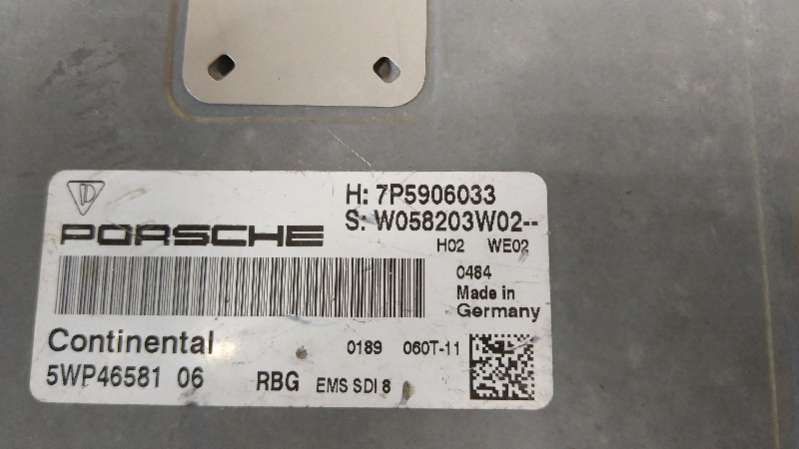 H: 7P5906033
PORSCHE
S: W058203W02--
H02 WE02
0484
Made in
Germany
Continental
0189 060T-11
5WP46581 06
RBG EMS SDI 8